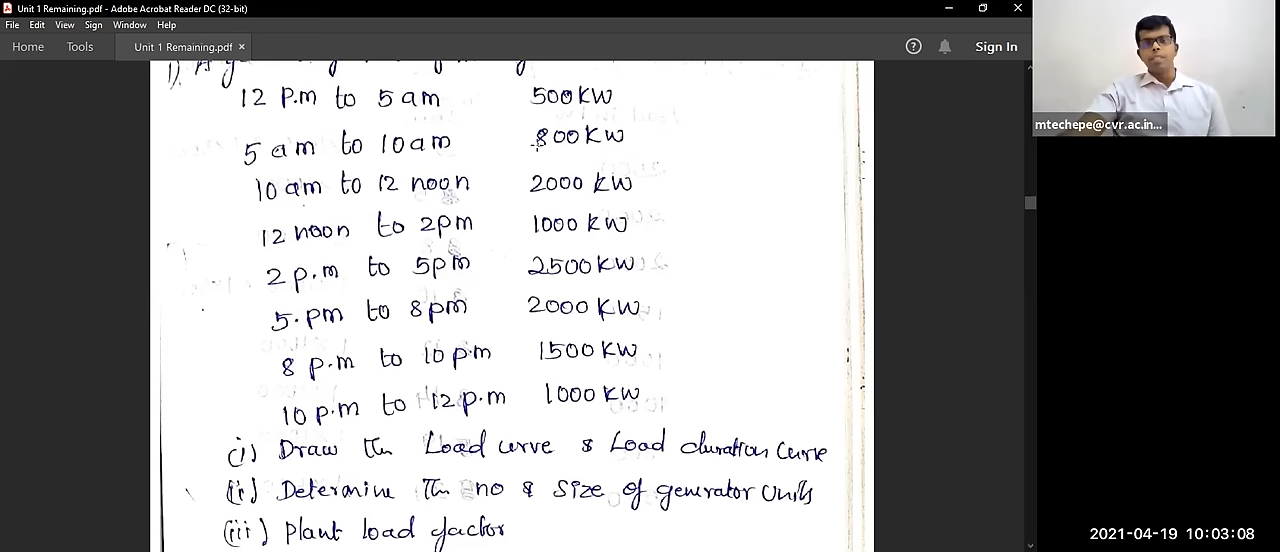 Unit 1 Remaining.pdf - Adobe Acrobat Reader DC (32-bit)
File Edit View Sign Window Help
Home Tools Unit 1 Remaining.pdf × Sign In
12 P.m to 5 am 500 KW
5 am to 10 am 800 KW
10 am to 12 noon 2000 KW
12 noon to 2pm 1000 KW
2 p.m to 5pm 2500 KW
5.pm to 8pm 2000 KW
8 p.m to 10 p.m 1500 KW
10 p.m to 12 p.m 1000 KW
(i) Draw the Load curve & Load duration curve
(ii) Determine the no & size of generator units
(iii) Plant load factor
mtechepe@cvr.ac.in...
2021-04-19 10:03:08